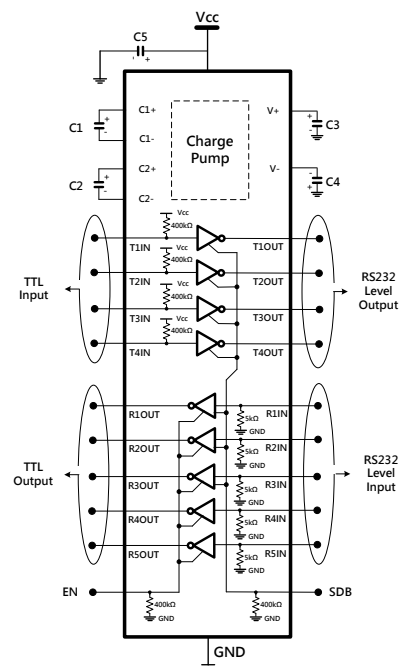 Vcc
C5
C1+
C1
C1-
C2+
C2
C2-
Charge
Pump
V+
C3
V-
C4
Vcc
400kΩ
T1IN
T1OUT
Vcc
400kΩ
T2IN
T2OUT
Vcc
400kΩ
T3IN
T3OUT
Vcc
400kΩ
T4IN
T4OUT
TTL
Input
RS232
Level
Output
R1OUT
R1IN
5kΩ
GND
R2OUT
R2IN
5kΩ
GND
R3OUT
R3IN
5kΩ
GND
R4OUT
R4IN
5kΩ
GND
R5OUT
R5IN
5kΩ
GND
TTL
Output
RS232
Level
Input
EN
400kΩ
GND
SDB
400kΩ
GND
GND